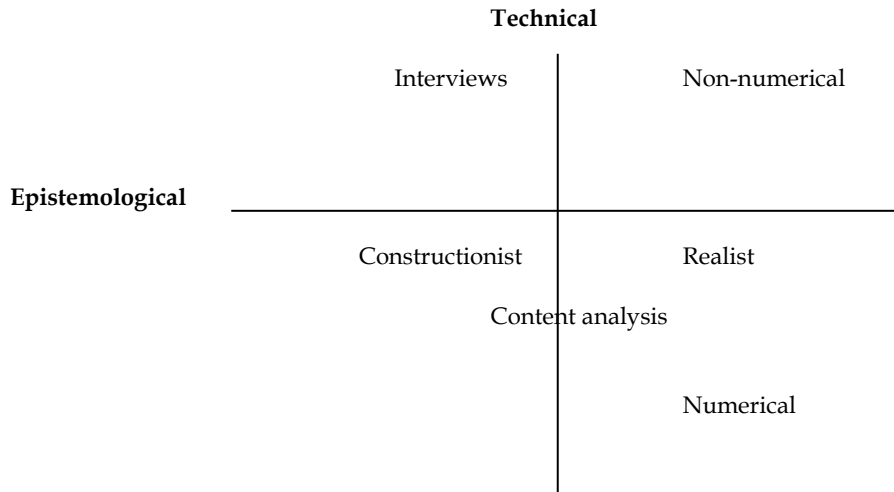 Technical
Interviews Non-numerical
Epistemological
Constructionist Realist
Content analysis
Numerical